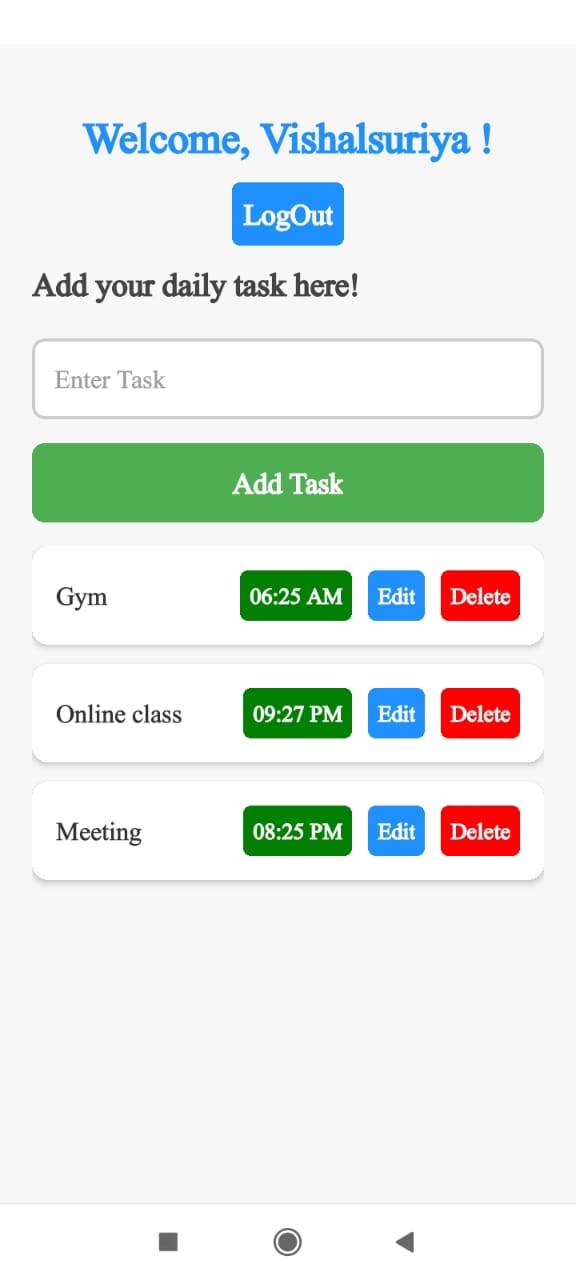 Welcome, Vishalsuriya !
LogOut
Add your daily task here!
Enter Task
Add Task
Gym 06:25 AM Edit Delete
Online class 09:27 PM Edit Delete
Meeting 08:25 PM Edit Delete